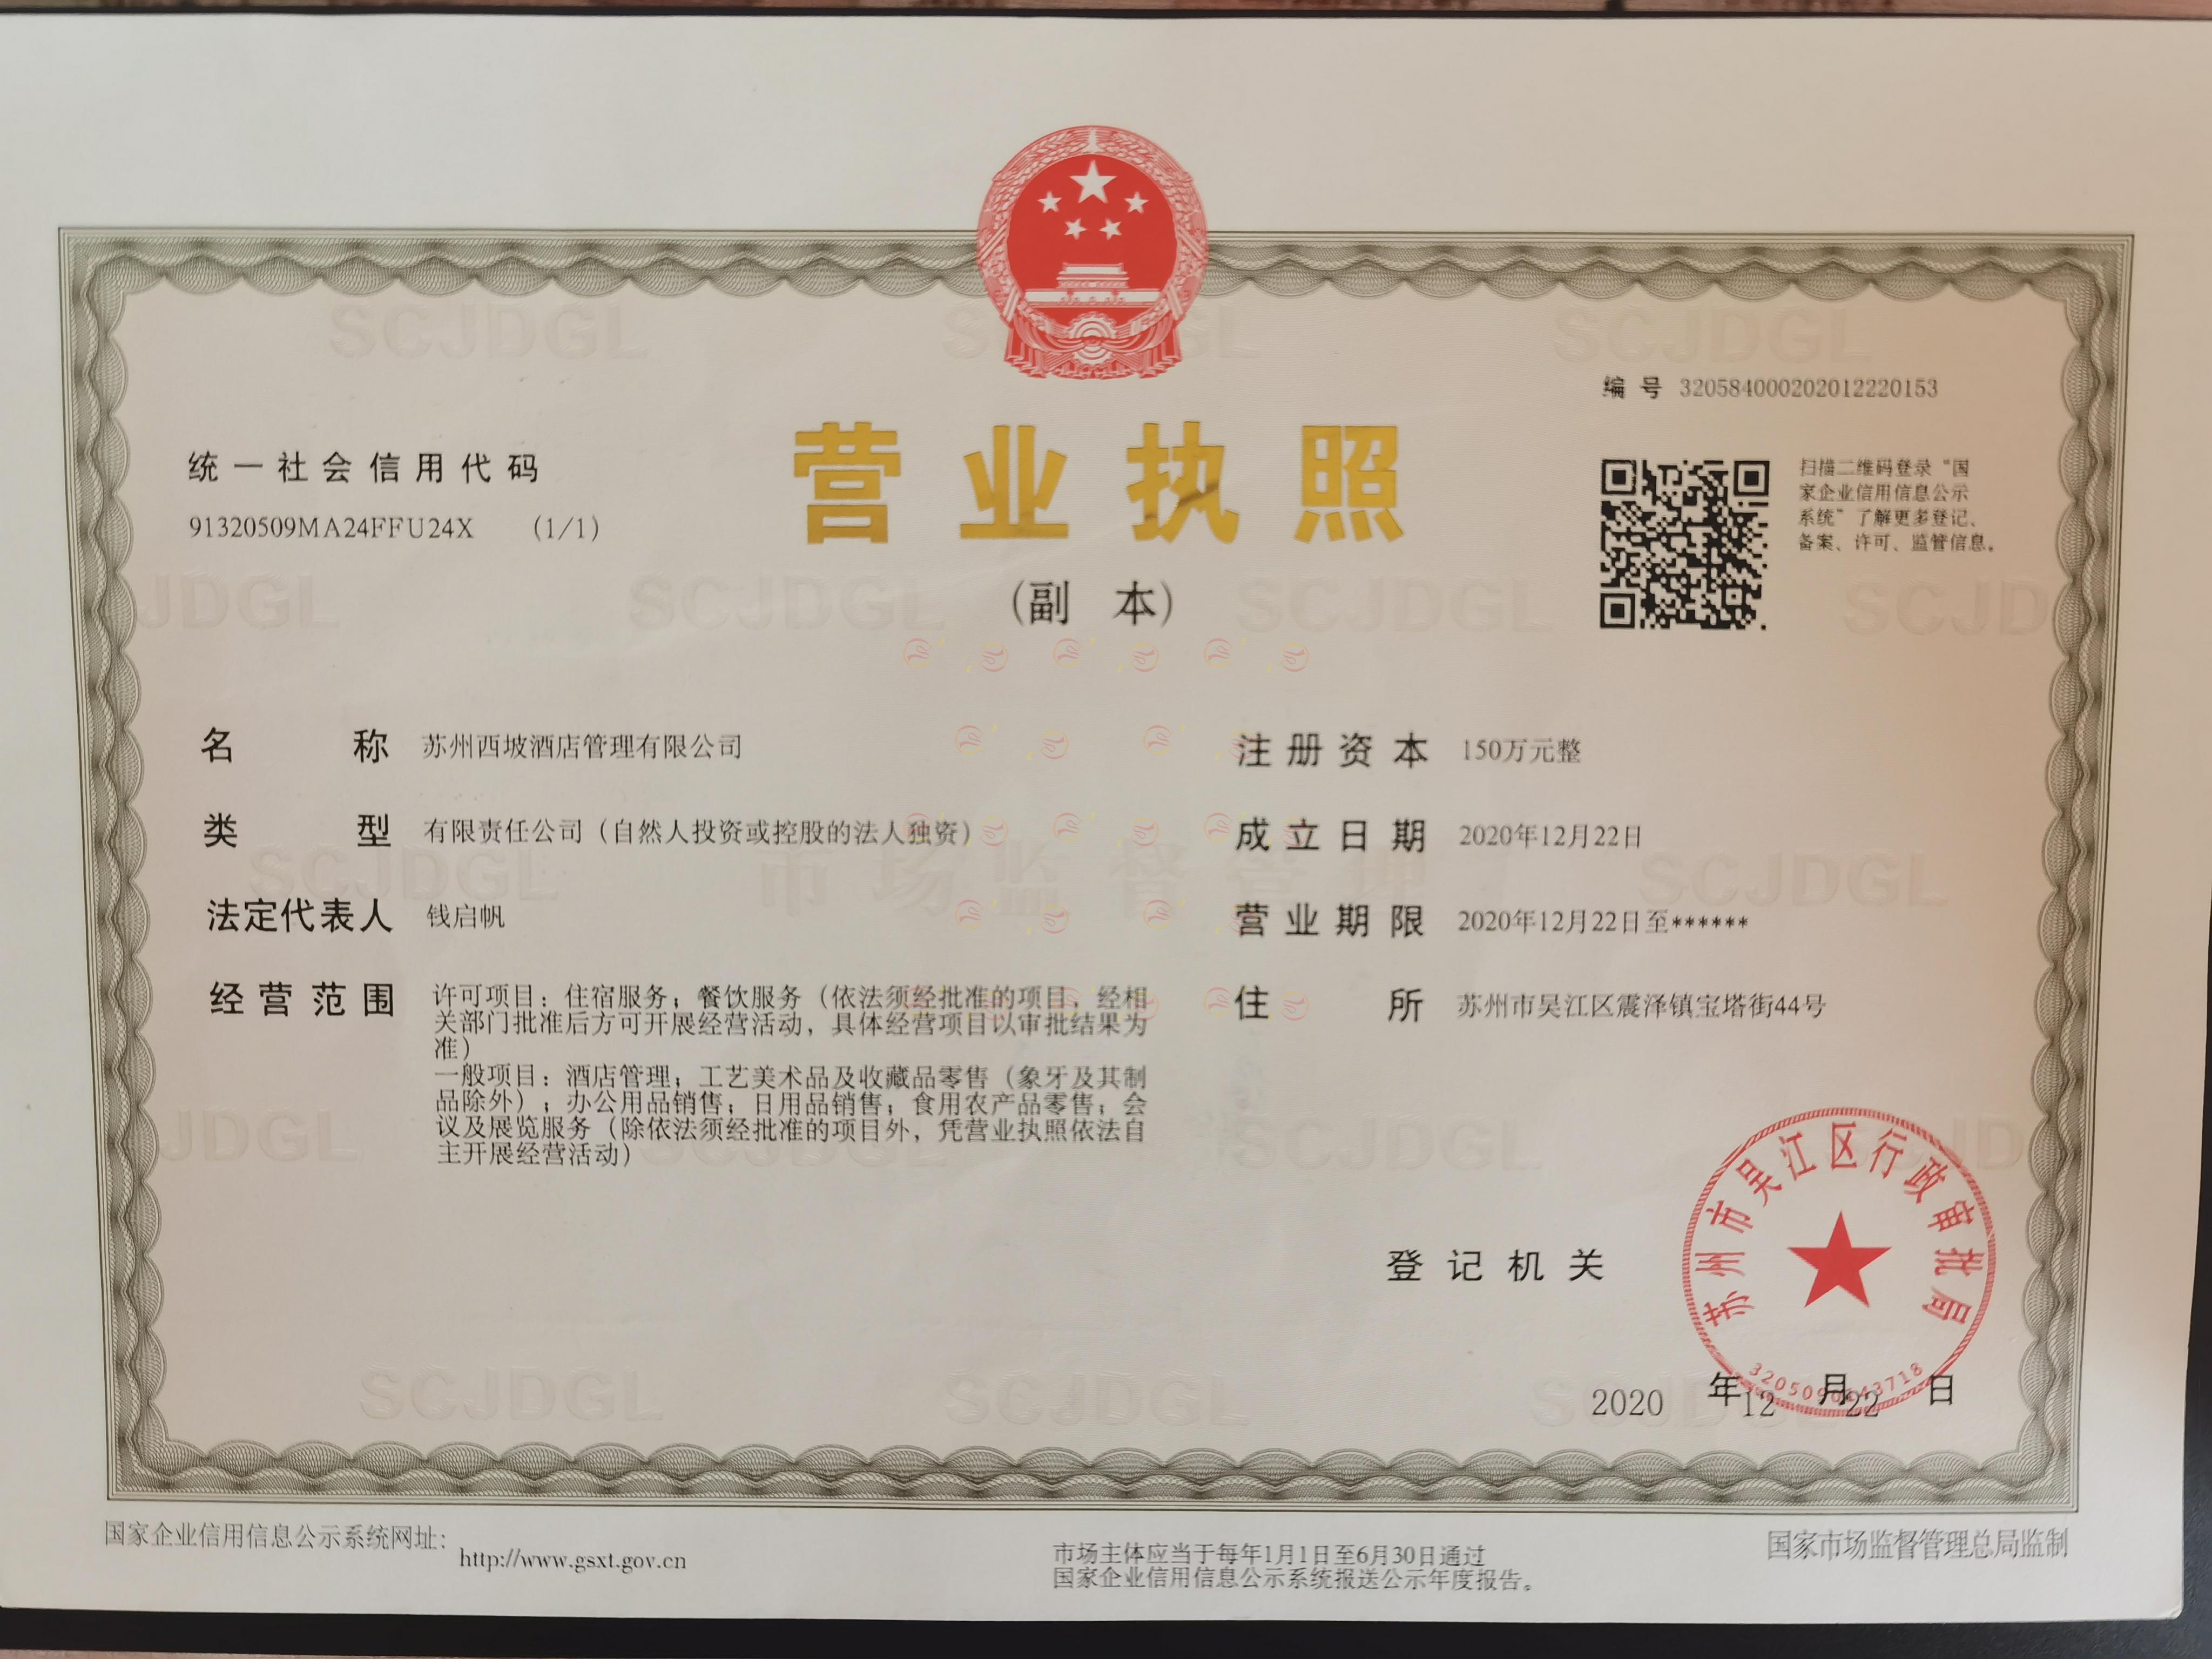 编 号 320584000202012220153
统一社会信用代码
91320509MA24FFU24X (1/1)
营业执照
(副 本)
扫描二维码登录“国
家企业信用信息公示
系统”了解更多登记、
备案、许可、监管信息。
名 称 苏州西坡酒店管理有限公司
类 型 有限责任公司（自然人投资或控股的法人独资）
法定代表人 钱启帆
经营范围 许可项目：住宿服务；餐饮服务（依法须经批准的项目，经相
关部门批准后方可开展经营活动，具体经营项目以审批结果为
准）
一般项目：酒店管理；工艺美术品及收藏品零售（象牙及其制
品除外）；办公用品销售；日用品销售；食用农产品零售；会
议及展览服务（除依法须经批准的项目外，凭营业执照依法自
主开展经营活动）
注册资本 150万元整
成立日期 2020年12月22日
营业期限 2020年12月22日至******
住 所 苏州市吴江区震泽镇宝塔街44号
登记机关
苏州市吴江区行政审批局
2020 年12 月22 日
国家企业信用信息公示系统网址：
http://www.gsxt.gov.cn
市场主体应当于每年1月1日至6月30日通过
国家企业信用信息公示系统报送公示年度报告。
国家市场监督管理总局监制
SCJDGL
市场监督管理